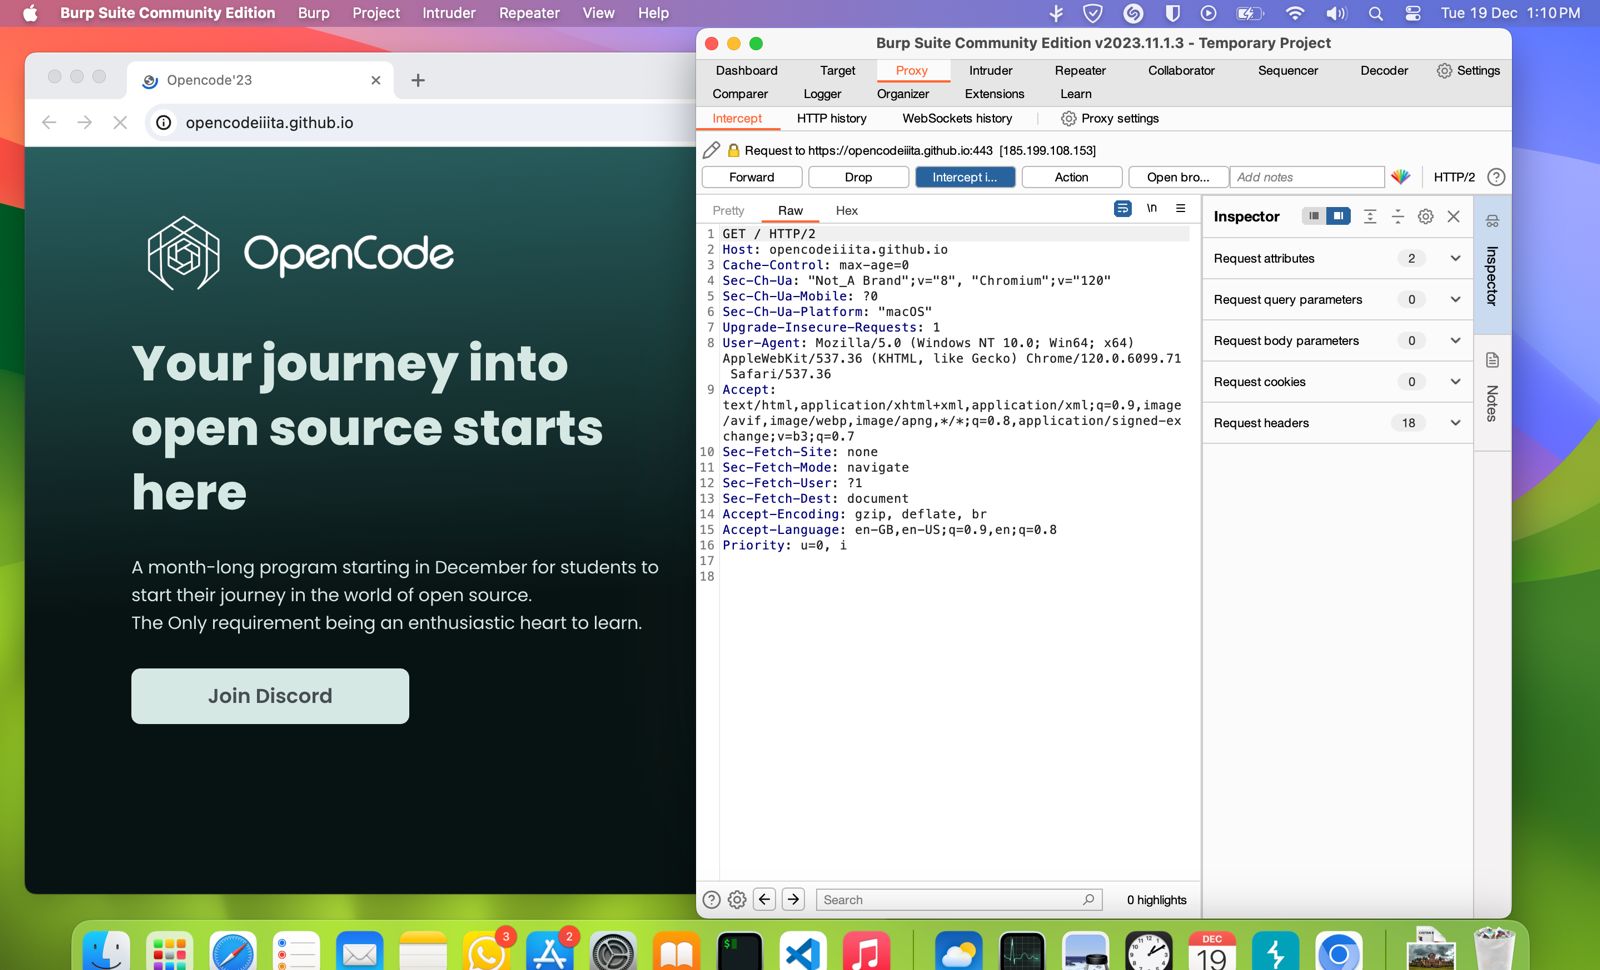 Burp Suite Community Edition Burp Project Intruder Repeater View Help Tue 19 Dec 1:10 PM
Opencode'23
opencodeiiita.github.io
OpenCode
Your journey into
open source starts
here
A month-long program starting in December for students to
start their journey in the world of open source.
The Only requirement being an enthusiastic heart to learn.
Join Discord
Burp Suite Community Edition v2023.11.1.3 - Temporary Project
Dashboard Target Proxy Intruder Repeater Collaborator Sequencer Decoder Settings
Comparer Logger Organizer Extensions Learn
Intercept HTTP history WebSockets history Proxy settings
Request to https://opencodeiiita.github.io:443 [185.199.108.153]
Forward Drop Intercept i... Action Open bro... Add notes HTTP/2 ?
Pretty Raw Hex \n
1 GET / HTTP/2
2 Host: opencodeiiita.github.io
3 Cache-Control: max-age=0
4 Sec-Ch-Ua: "Not_A Brand";v="8", "Chromium";v="120"
5 Sec-Ch-Ua-Mobile: ?0
6 Sec-Ch-Ua-Platform: "macOS"
7 Upgrade-Insecure-Requests: 1
8 User-Agent: Mozilla/5.0 (Windows NT 10.0; Win64; x64)
AppleWebKit/537.36 (KHTML, like Gecko) Chrome/120.0.6099.71
Safari/537.36
9 Accept:
text/html,application/xhtml+xml,application/xml;q=0.9,image
/avif,image/webp,image/apng,*/*;q=0.8,application/signed-ex
change;v=b3;q=0.7
10 Sec-Fetch-Site: none
11 Sec-Fetch-Mode: navigate
12 Sec-Fetch-User: ?1
13 Sec-Fetch-Dest: document
14 Accept-Encoding: gzip, deflate, br
15 Accept-Language: en-GB,en-US;q=0.9,en;q=0.8
16 Priority: u=0, i
17
18
Inspector
Request attributes 2
Request query parameters 0
Request body parameters 0
Request cookies 0
Request headers 18
Inspector
Notes
? Search 0 highlights
3
2
$
DEC
19